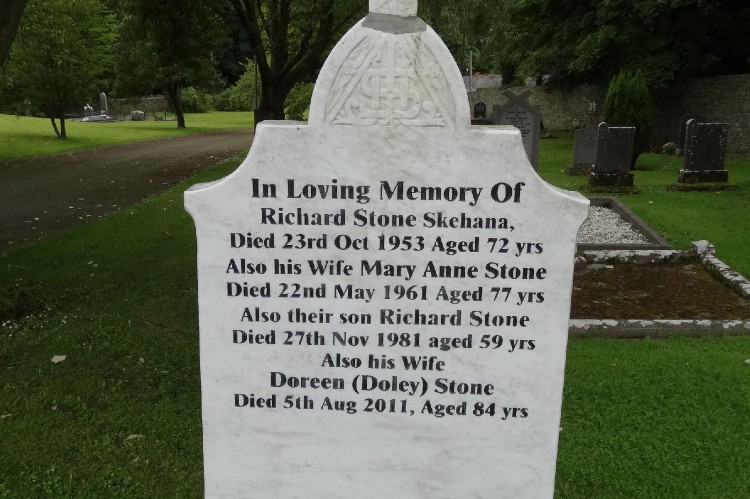 IHS
In Loving Memory Of
Richard Stone Skehana,
Died 23rd Oct 1953 Aged 72 yrs
Also his Wife Mary Anne Stone
Died 22nd May 1961 Aged 77 yrs
Also their son Richard Stone
Died 27th Nov 1981 aged 59 yrs
Also his Wife
Doreen (Doley) Stone
Died 5th Aug 2011, Aged 84 yrs